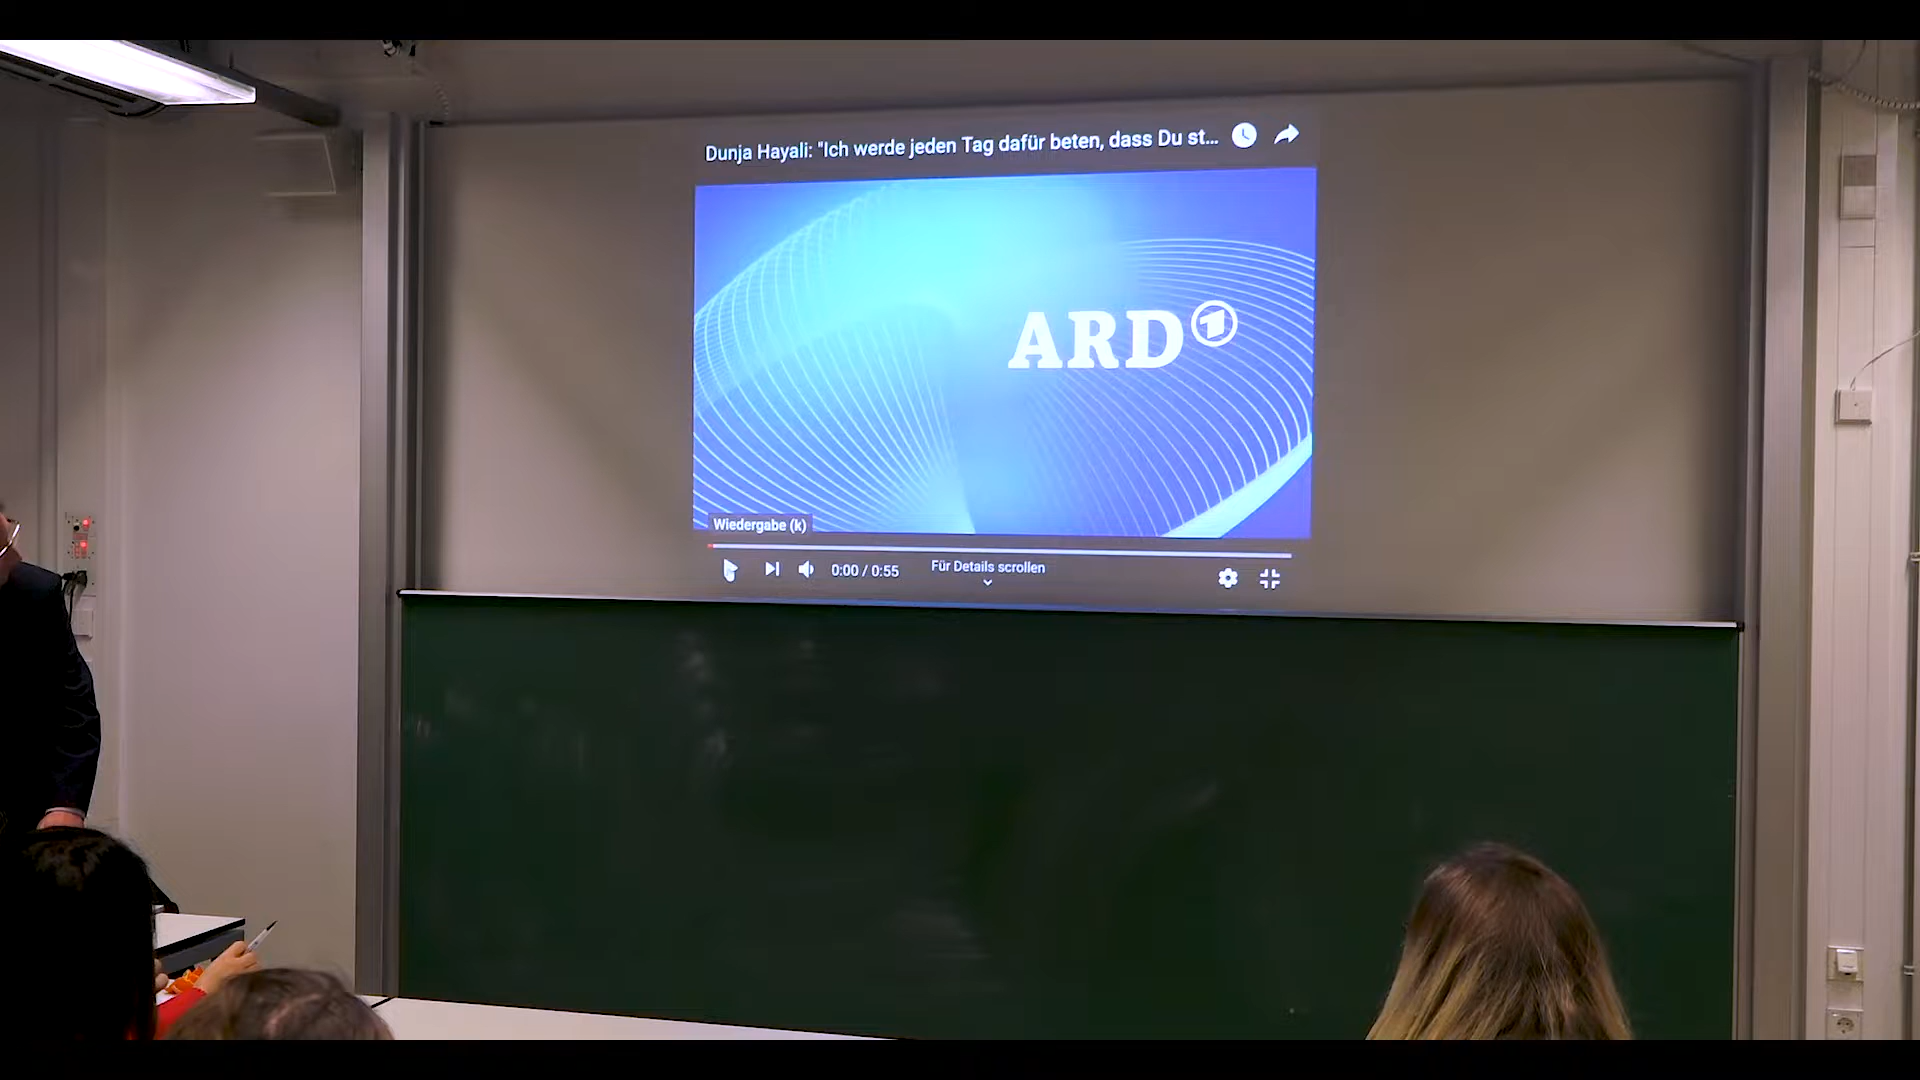 Dunja Hayali: "Ich werde jeden Tag dafür beten, dass Du st...
ARD 1
Wiedergabe (k)
0:00 / 0:55
Für Details scrollen